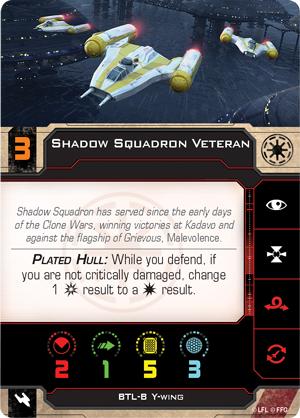 3
SHADOW SQUADRON VETERAN
Shadow Squadron has served since the early days
of the Clone Wars, winning victories at Kadavo and
against the flagship of Grievous, Malevolence.
PLATED HULL: While you defend, if
you are not critically damaged, change
1 result to a result.
2 1 5 3
BTL-B Y-WING
©LFL ©FFG